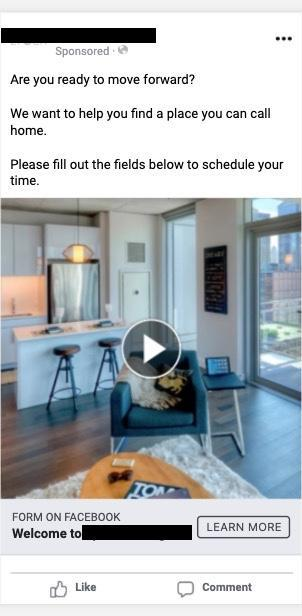 Sponsored ·
Are you ready to move forward?
We want to help you find a place you can call
home.
Please fill out the fields below to schedule your
time.
TOM
FORM ON FACEBOOK
Welcome to
LEARN MORE
Like
Comment